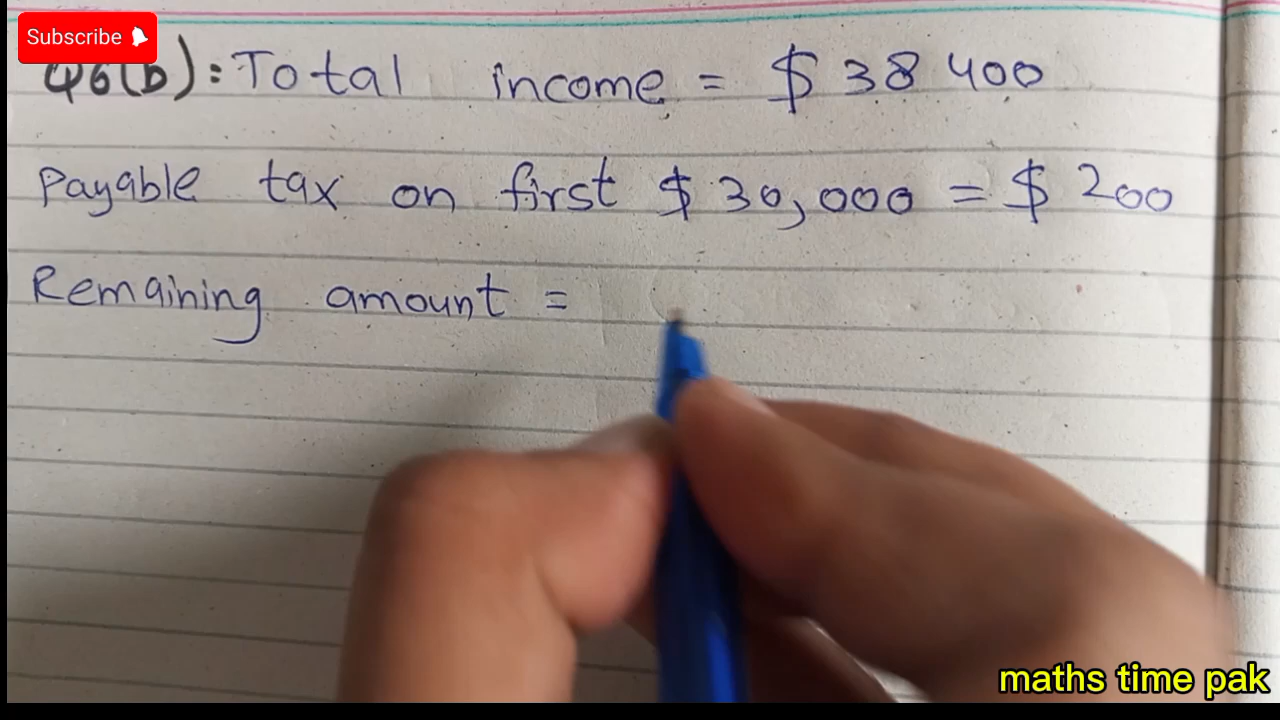 Subscribe
Q6(b): Total income = $ 38 400
Payable tax on first $ 30,000 = $ 200
Remaining amount =
maths time pak